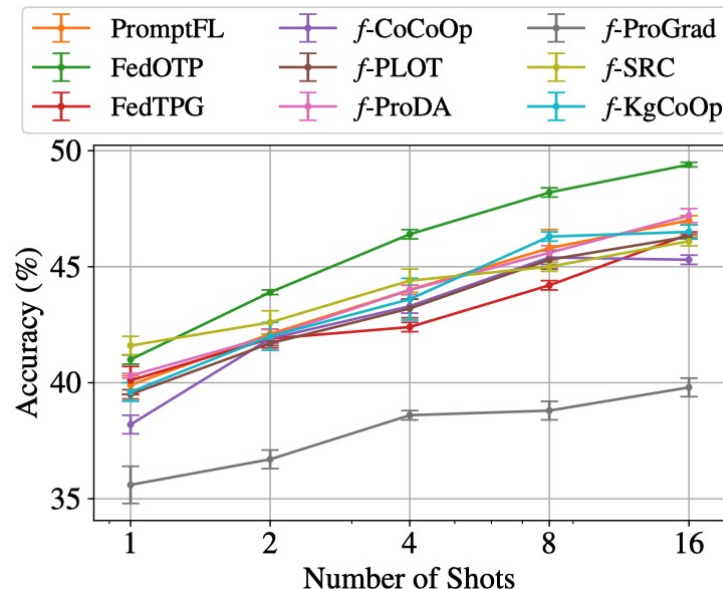 PromptFL f-CoCoOp f-ProGrad
FedOTP f-PLOT f-SRC
FedTPG f-ProDA f-KgCoOp
50
45
40
35
Accuracy (%)
1 2 4 8 16
Number of Shots